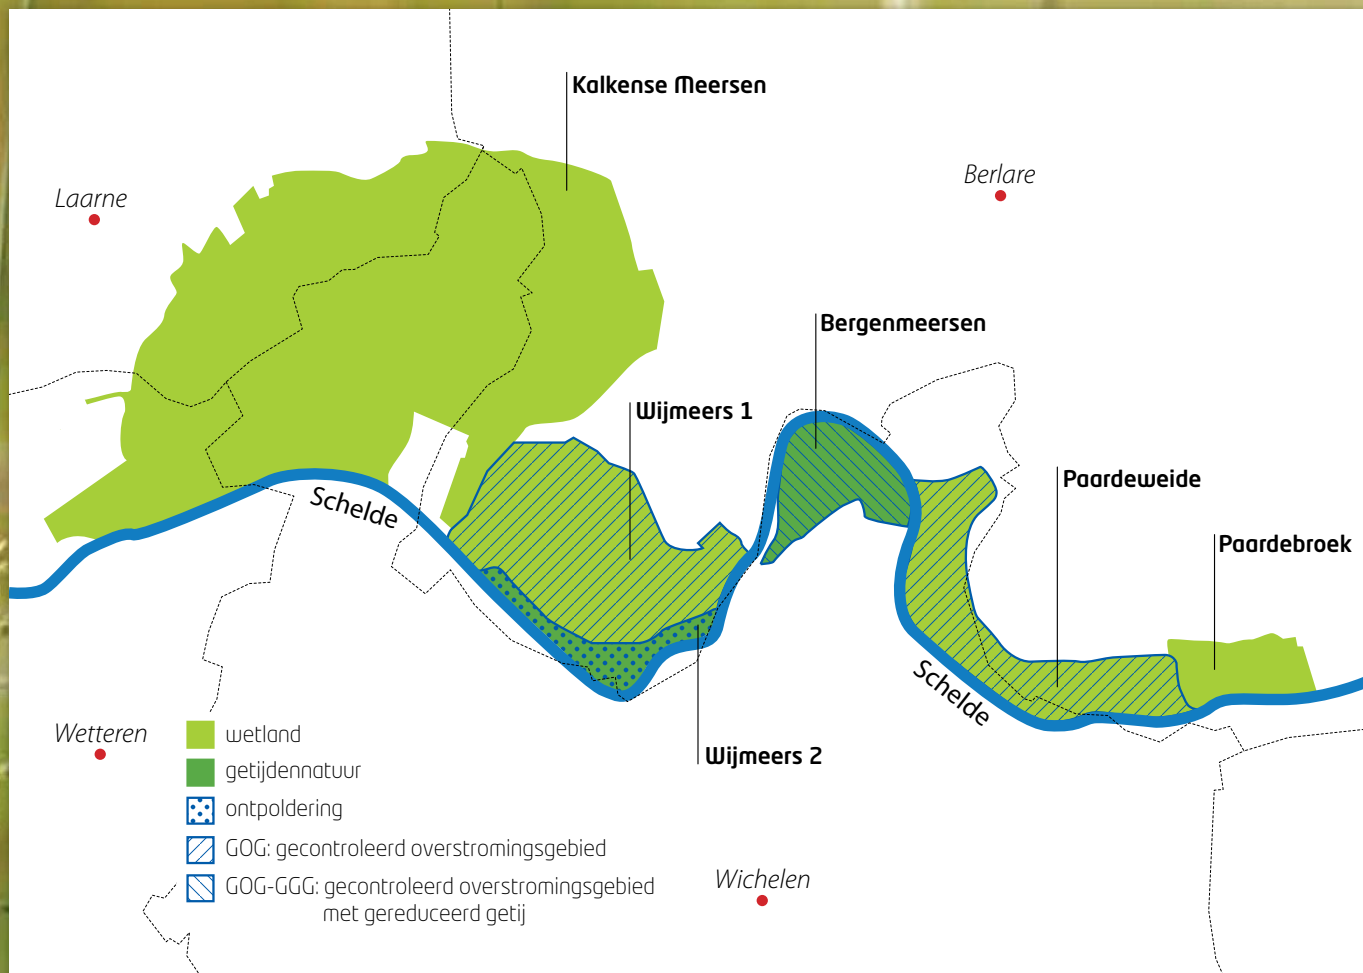 Kalkense Meersen
Berlare
Laarne
Bergenmeersen
Wijmeers 1
Paardeweide
Schelde
Paardebroek
Schelde
Wetteren
Wijmeers 2
wetland
getijdennatuur
ontpoldering
GOG: gecontroleerd overstromingsgebied
Wichelen
GOG-GGG: gecontroleerd overstromingsgebied
met gereduceerd getij